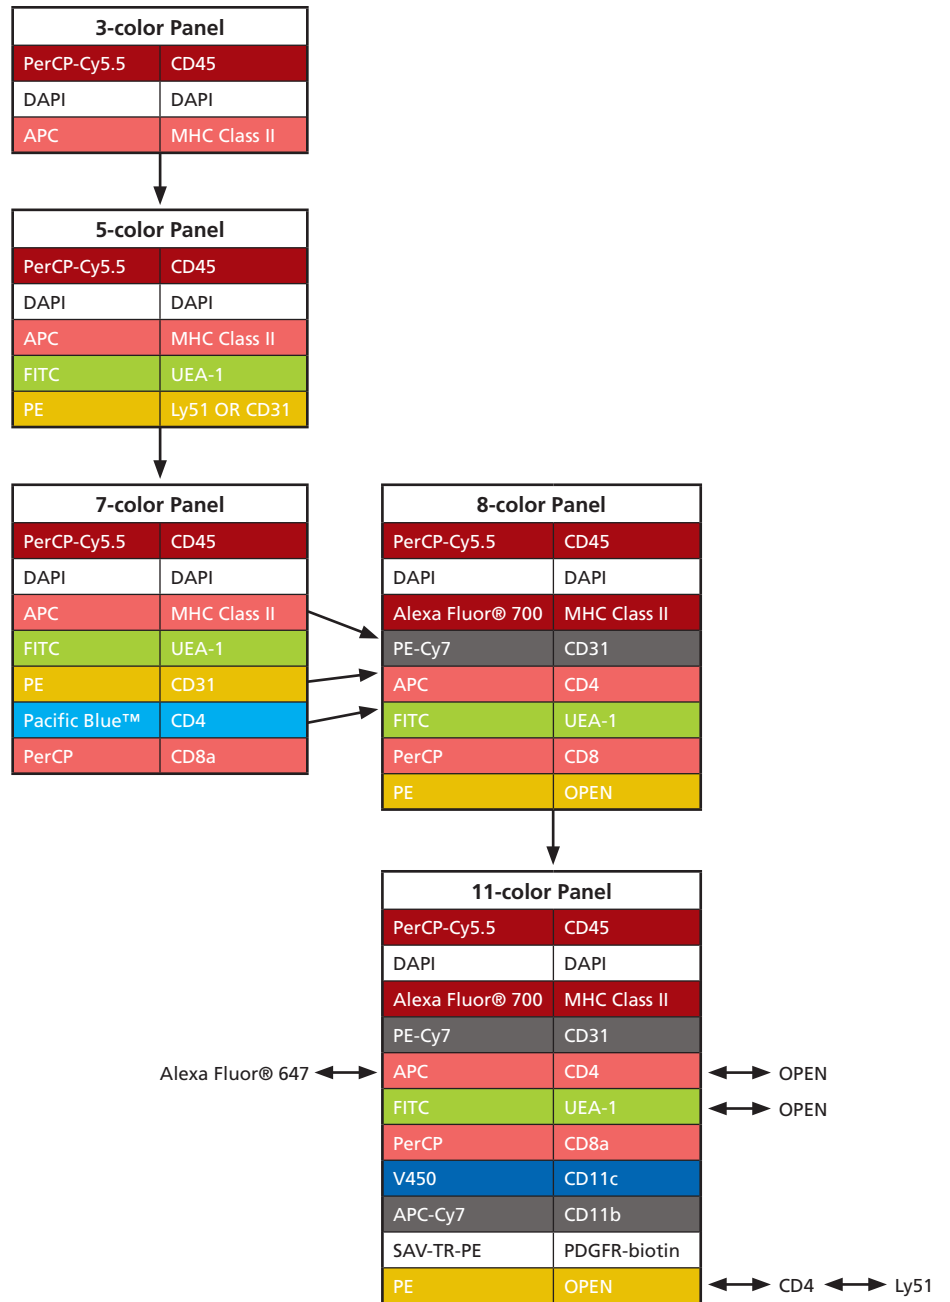 3-color Panel
PerCP-Cy5.5 CD45
DAPI DAPI
APC MHC Class II
5-color Panel
PerCP-Cy5.5 CD45
DAPI DAPI
APC MHC Class II
FITC UEA-1
PE Ly51 OR CD31
7-color Panel
PerCP-Cy5.5 CD45
DAPI DAPI
APC MHC Class II
FITC UEA-1
PE CD31
Pacific Blue™ CD4
PerCP CD8a
8-color Panel
PerCP-Cy5.5 CD45
DAPI DAPI
Alexa Fluor® 700 MHC Class II
PE-Cy7 CD31
APC CD4
FITC UEA-1
PerCP CD8
PE OPEN
11-color Panel
PerCP-Cy5.5 CD45
DAPI DAPI
Alexa Fluor® 700 MHC Class II
PE-Cy7 CD31
Alexa Fluor® 647 APC CD4 OPEN
FITC UEA-1 OPEN
PerCP CD8a
V450 CD11c
APC-Cy7 CD11b
SAV-TR-PE PDGFR-biotin
PE OPEN CD4 Ly51